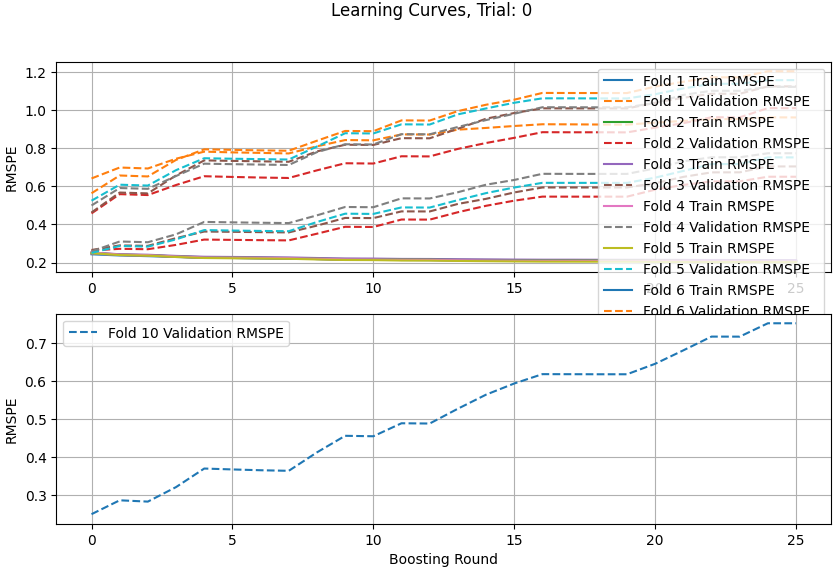 Learning Curves, Trial: 0
RMSPE
1.2
1.0
0.8
0.6
0.4
0.2
0
5
10
15
20
25
Fold 1 Train RMSPE
Fold 1 Validation RMSPE
Fold 2 Train RMSPE
Fold 2 Validation RMSPE
Fold 3 Train RMSPE
Fold 3 Validation RMSPE
Fold 4 Train RMSPE
Fold 4 Validation RMSPE
Fold 5 Train RMSPE
Fold 5 Validation RMSPE
Fold 6 Train RMSPE
Fold 6 Validation RMSPE
Fold 10 Validation RMSPE
RMSPE
0.7
0.6
0.5
0.4
0.3
0
5
10
15
20
25
Boosting Round